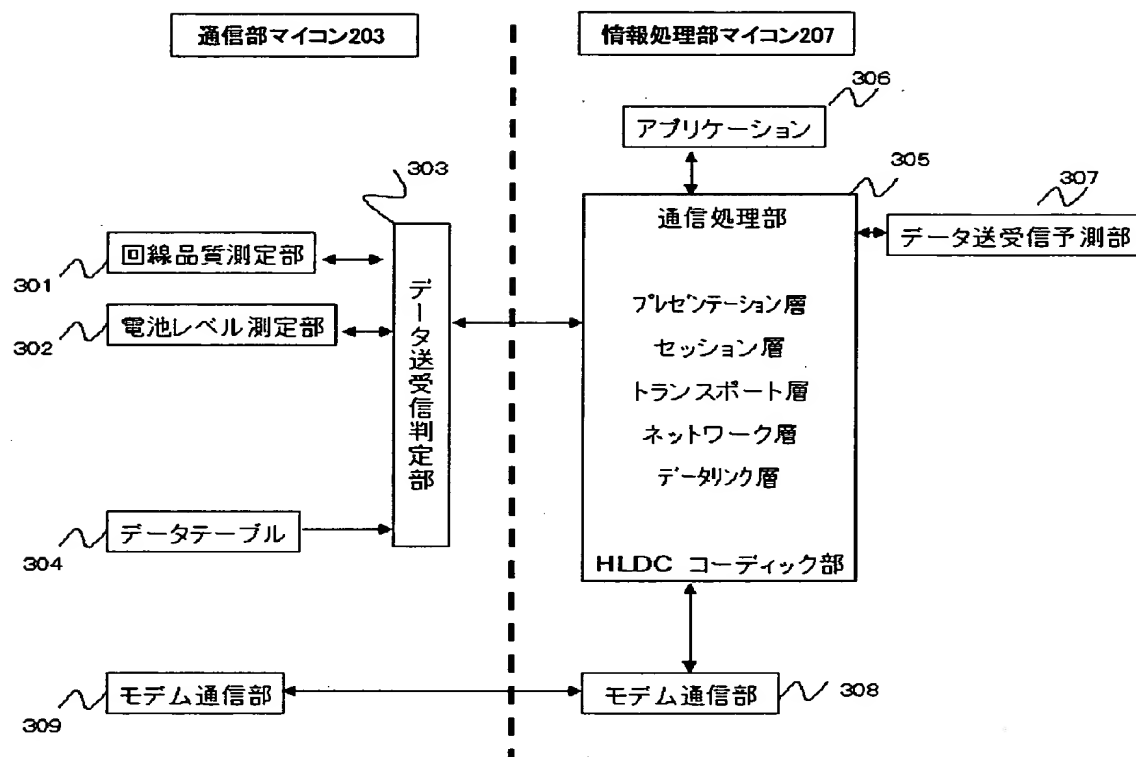 通信部マイコン203
情報処理部マイコン207
306
アプリケーション
303
305
307
通信処理部
データ送受信予測部
回線品質測定部
301
データ送受信判定部
プレゼンテーション層
電池レベル測定部
302
セッション層
トランスポート層
ネットワーク層
データリンク層
データテーブル
304
HLDC コーディック部
モデム通信部
309
モデム通信部
308